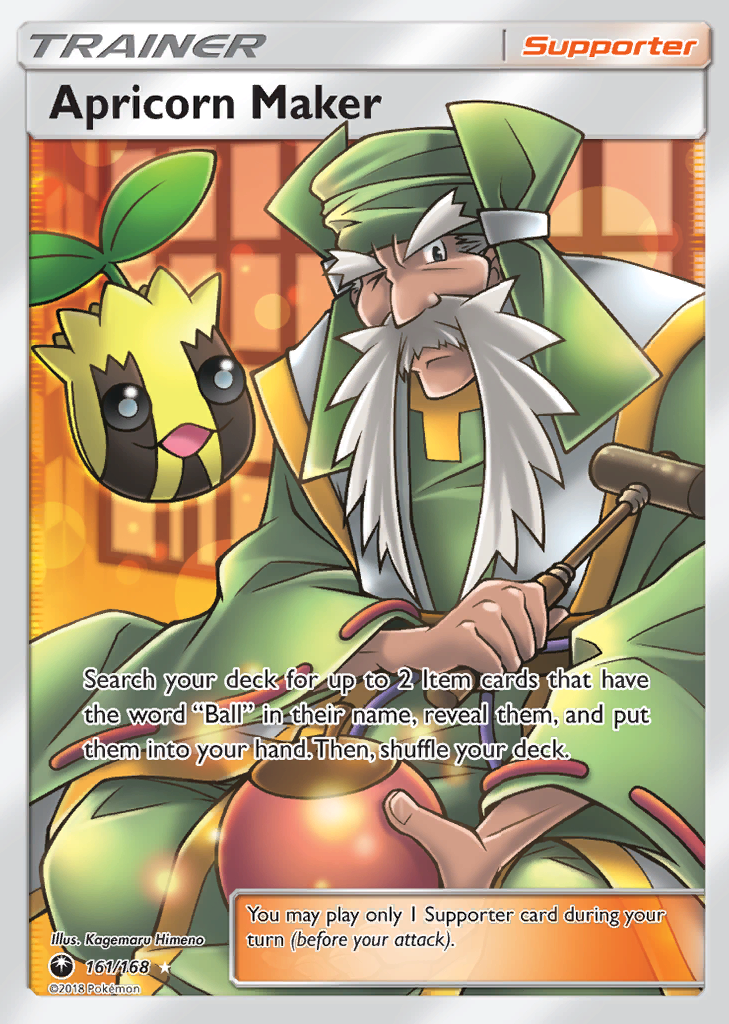 TRAINER
Supporter
Apricorn Maker
Search your deck for up to 2 Item cards that have
the word “Ball” in their name, reveal them, and put
them into your hand. Then, shuffle your deck.
You may play only 1 Supporter card during your
turn (before your attack).
Illus. Kagemaru Himeno
161/168 ★
©2018 Pokémon